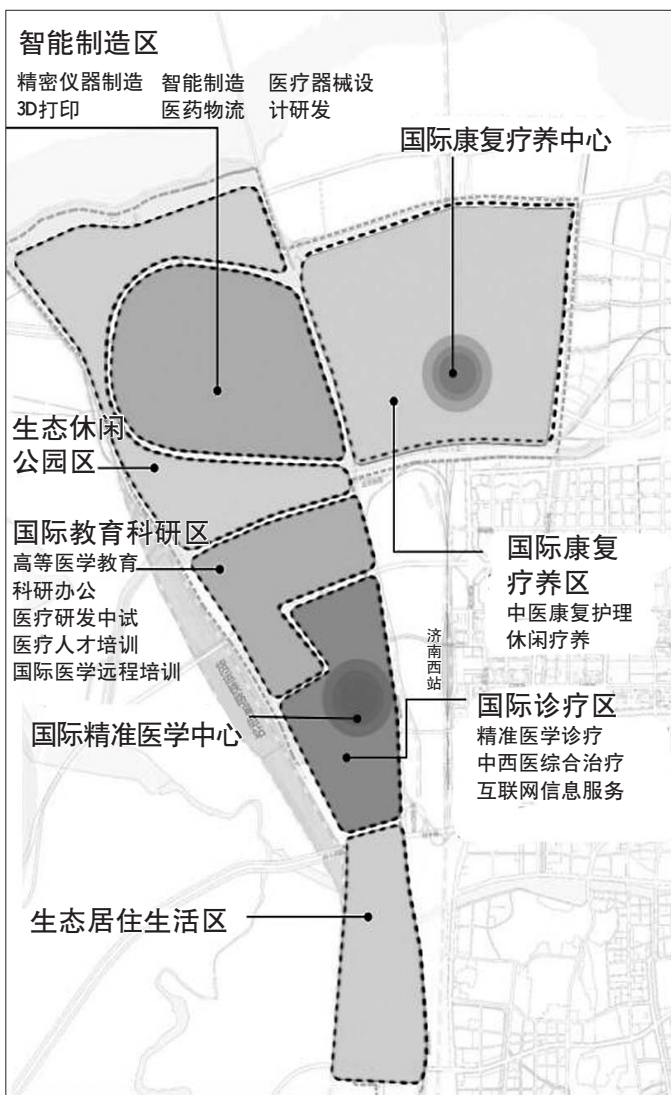 智能制造区
精密仪器制造 智能制造 医疗器械设
3D打印 医药物流 计研发
国际康复疗养中心
生态休闲
公园区
国际教育科研区
高等医学教育
科研办公
医疗研发中试
医疗人才培训
国际医学远程培训
国际康复
疗养区
中医康复护理
休闲疗养
济南西站
国际精准医学中心
国际诊疗区
精准医学诊疗
中西医综合治疗
互联网信息服务
生态居住生活区